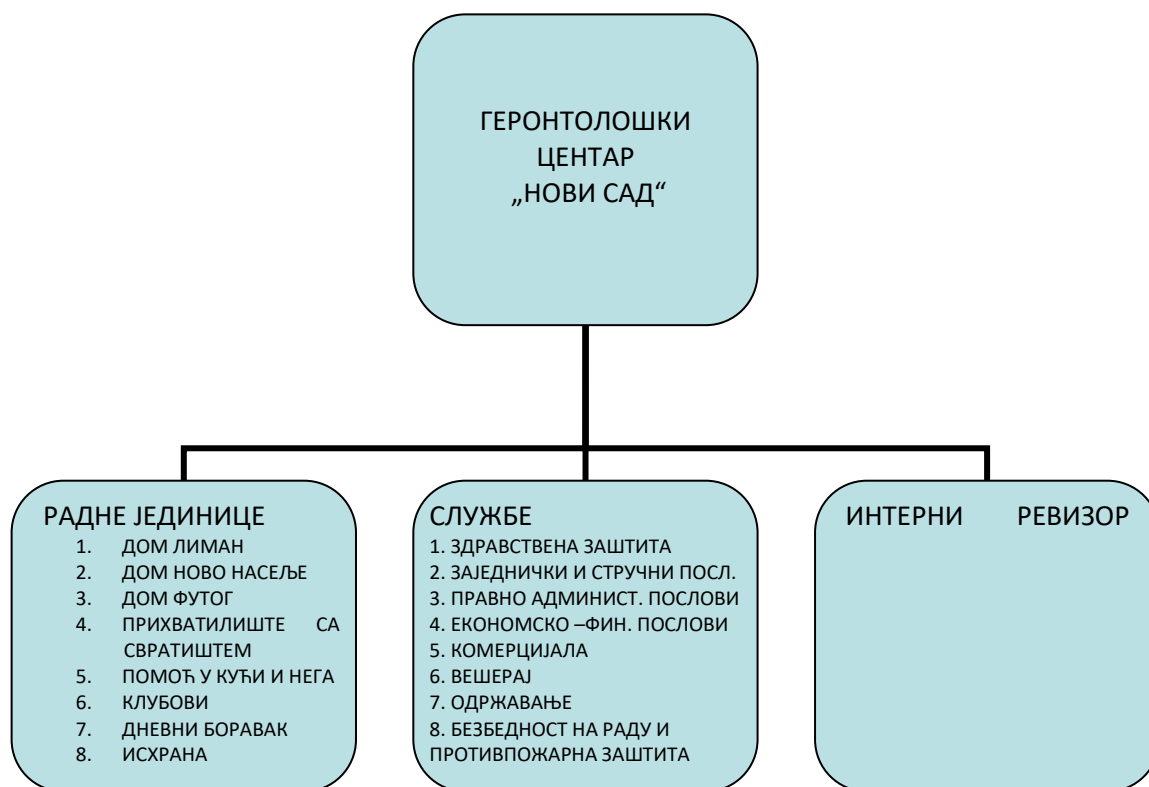 ГЕРОНТОЛОШКИ
ЦЕНТАР
„НОВИ САД“
РАДНЕ ЈЕДИНИЦЕ
1. ДОМ ЛИМАН
2. ДОМ НОВО НАСЕЉЕ
3. ДОМ ФУТОГ
4. ПРИХВАТИЛИШТЕ СА
СВРАТИШТЕМ
5. ПОМОЋ У КУЋИ И НЕГА
6. КЛУБОВИ
7. ДНЕВНИ БОРАВАК
8. ИСХРАНА
СЛУЖБЕ
1. ЗДРАВСТВЕНА ЗАШТИТА
2. ЗАЈЕДНИЧКИ И СТРУЧНИ ПОСЛ.
3. ПРАВНО АДМИНИСТ. ПОСЛОВИ
4. ЕКОНОМСКО –ФИН. ПОСЛОВИ
5. КОМЕРЦИЈАЛА
6. ВЕШЕРАЈ
7. ОДРЖАВАЊЕ
8. БЕЗБЕДНОСТ НА РАДУ И
ПРОТИВПОЖАРНА ЗАШТИТА
ИНТЕРНИ РЕВИЗОР